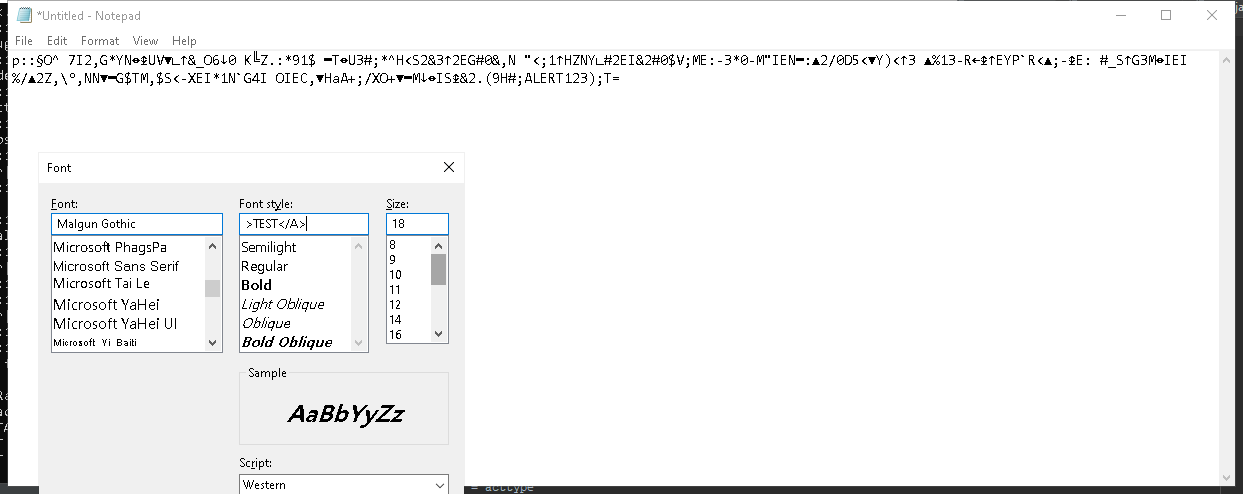 *Untitled - Notepad
File Edit Format View Help
p::§O^ 7I2,G*YN↔↨UV▼∟↑&_O6↓0 K╚Z.:*91$ ━T↔U3#;*^H<S2&3↑2EG#0&,N "<;1↑HZNY∟#2EI&2#0$V;ME:-3*0-M"IEN━:▲2/0D5<▼Y)<↑3 ▲%13-R←↨↑EYP`R<▲;-↨E: #_S↑G3M↔IEI
%/▲2Z,\°,NN▼━G$TM,$S<-XEI*1N`G4I OIEC,▼HaA+;/XO+▼━M↓↔IS↨&2.(9H#;ALERT123);T=
Font
Font: Font style: Size:
Malgun Gothic >TEST</A> 18
Microsoft PhagsPa Semilight 8
Microsoft Sans Serif Regular 9
Microsoft Tai Le Bold 10
Microsoft YaHei Light Oblique 11
Microsoft YaHei UI Oblique 12
Microsoft Yi Baiti Bold Oblique 14
16
Sample
AaBbYyZz
Script:
Western
= acctype